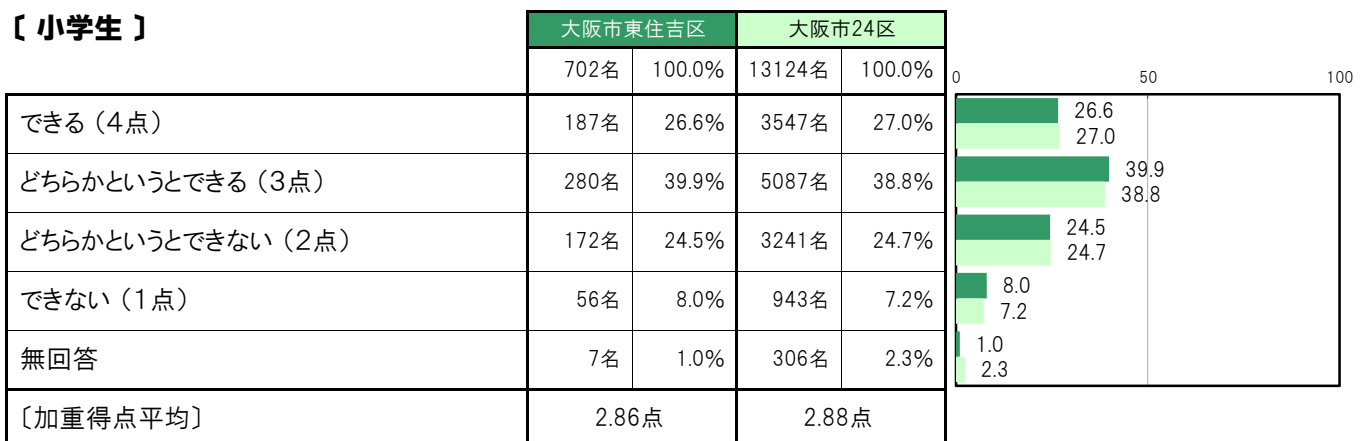 〔 小学生 〕
大阪市東住吉区 大阪市24区
702名 100.0% 13124名 100.0%
0 50 100
できる（4点） 187名 26.6% 3547名 27.0%
26.6
27.0
どちらかというとできる（3点） 280名 39.9% 5087名 38.8%
39.9
38.8
どちらかというとできない（2点） 172名 24.5% 3241名 24.7%
24.5
24.7
できない（1点） 56名 8.0% 943名 7.2%
8.0
7.2
無回答 7名 1.0% 306名 2.3%
1.0
2.3
〔加重得点平均〕 2.86点 2.88点